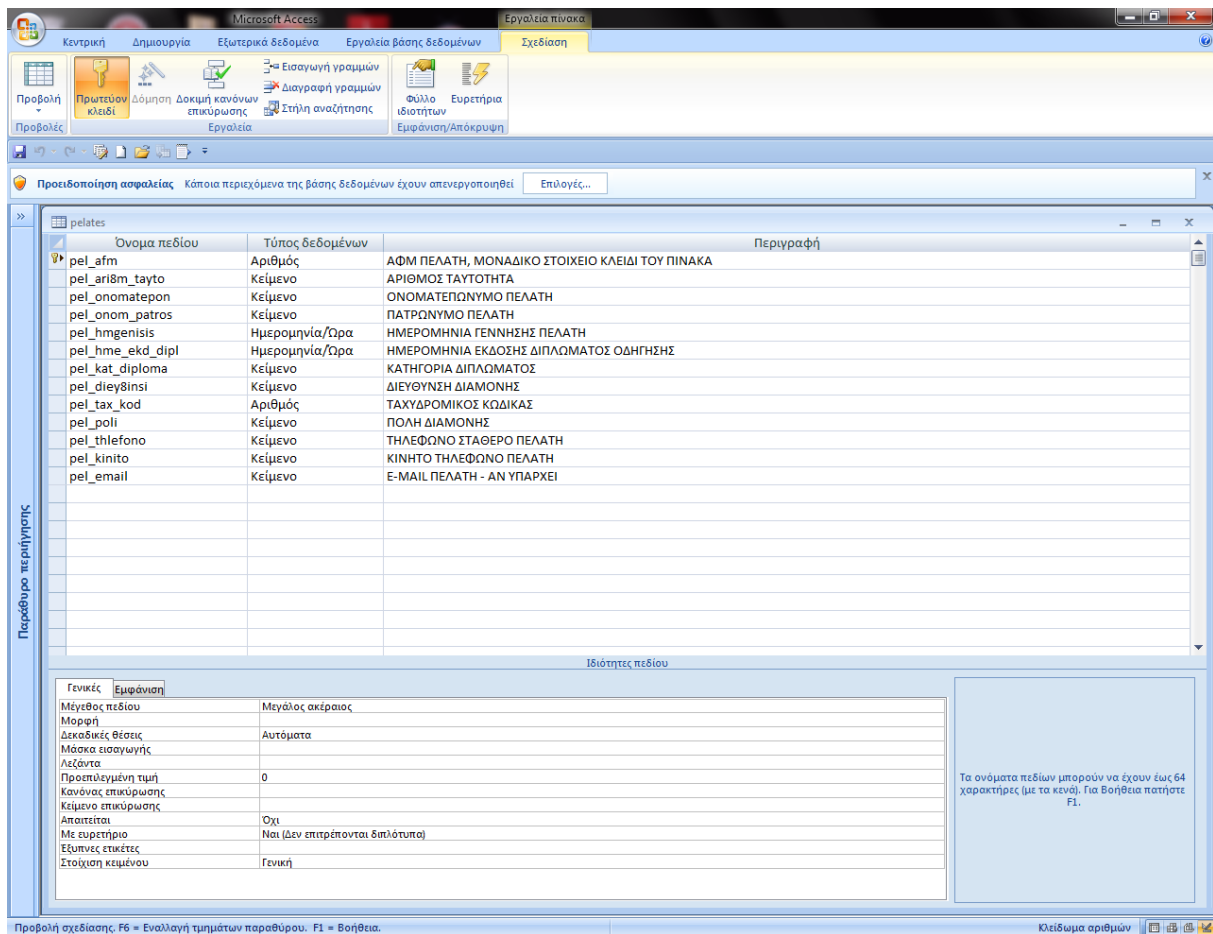 Microsoft Access
Εργαλεία πίνακα
Κεντρική Δημιουργία Εξωτερικά δεδομένα Εργαλεία βάσης δεδομένων Σχεδίαση
Προβολή
Πρωτεύον κλειδί
Δόμηση
Δοκιμή κανόνων επικύρωσης
Εισαγωγή γραμμών
Διαγραφή γραμμών
Στήλη αναζήτησης
Φύλλο ιδιοτήτων
Ευρετήρια
Προβολές Εργαλεία Εμφάνιση/Απόκρυψη
Προειδοποίηση ασφαλείας Κάποια περιεχόμενα της βάσης δεδομένων έχουν απενεργοποιηθεί Επιλογές...
pelates
Όνομα πεδίου Τύπος δεδομένων Περιγραφή
pel_afm Αριθμός ΑΦΜ ΠΕΛΑΤΗ, ΜΟΝΑΔΙΚΟ ΣΤΟΙΧΕΙΟ ΚΛΕΙΔΙ ΤΟΥ ΠΙΝΑΚΑ
pel_ari8m_tayto Κείμενο ΑΡΙΘΜΟΣ ΤΑΥΤΟΤΗΤΑ
pel_onomatepon Κείμενο ΟΝΟΜΑΤΕΠΩΝΥΜΟ ΠΕΛΑΤΗ
pel_onom_patros Κείμενο ΠΑΤΡΩΝΥΜΟ ΠΕΛΑΤΗ
pel_hmgenisis Ημερομηνία/Ώρα ΗΜΕΡΟΜΗΝΙΑ ΓΕΝΝΗΣΗΣ ΠΕΛΑΤΗ
pel_hme_ekd_dipl Ημερομηνία/Ώρα ΗΜΕΡΟΜΗΝΙΑ ΕΚΔΟΣΗΣ ΔΙΠΛΩΜΑΤΟΣ ΟΔΗΓΗΣΗΣ
pel_kat_diploma Κείμενο ΚΑΤΗΓΟΡΙΑ ΔΙΠΛΩΜΑΤΟΣ
pel_diey8insi Κείμενο ΔΙΕΥΘΥΝΣΗ ΔΙΑΜΟΝΗΣ
pel_tax_kod Αριθμός ΤΑΧΥΔΡΟΜΙΚΟΣ ΚΩΔΙΚΑΣ
pel_poli Κείμενο ΠΟΛΗ ΔΙΑΜΟΝΗΣ
pel_thlefono Κείμενο ΤΗΛΕΦΩΝΟ ΣΤΑΘΕΡΟ ΠΕΛΑΤΗ
pel_kinito Κείμενο ΚΙΝΗΤΟ ΤΗΛΕΦΩΝΟ ΠΕΛΑΤΗ
pel_email Κείμενο E-MAIL ΠΕΛΑΤΗ - ΑΝ ΥΠΑΡΧΕΙ
Παράθυρο περιήγησης
Ιδιότητες πεδίου
Γενικές Εμφάνιση
Μέγεθος πεδίου Μεγάλος ακέραιος
Μορφή
Δεκαδικές θέσεις Αυτόματα
Μάσκα εισαγωγής
Λεζάντα
Προεπιλεγμένη τιμή 0
Κανόνας επικύρωσης
Κείμενο επικύρωσης
Απαιτείται Όχι
Με ευρετήριο Ναι (Δεν επιτρέπονται διπλότυπα)
Έξυπνες ετικέτες
Στοίχιση κειμένου Γενική
Τα ονόματα πεδίων μπορούν να έχουν έως 64
χαρακτήρες (με τα κενά). Για Βοήθεια πατήστε
F1.
Προβολή σχεδίασης. F6 = Εναλλαγή τμημάτων παραθύρου. F1 = Βοήθεια. Κλείδωμα αριθμών